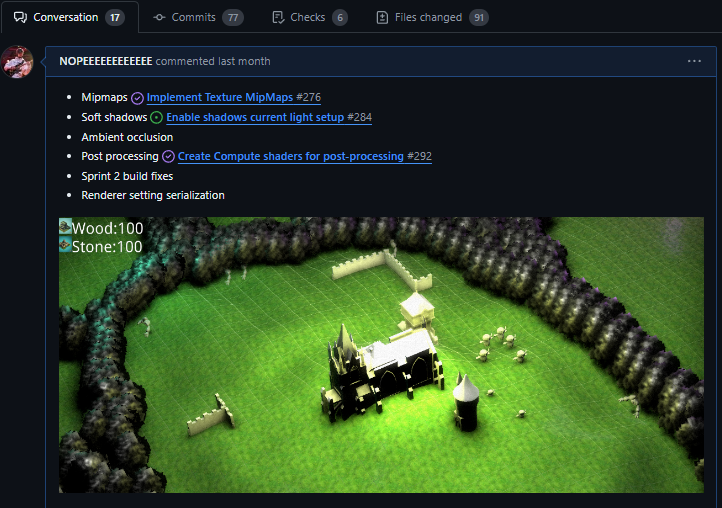 Conversation 17 Commits 77 Checks 6 Files changed 91
NOPEEEEEEEEEEEE commented last month
Mipmaps Implement Texture MipMaps #276
Soft shadows Enable shadows current light setup #284
Ambient occlusion
Post processing Create Compute shaders for post-processing #292
Sprint 2 build fixes
Renderer setting serialization
Wood:100
Stone:100